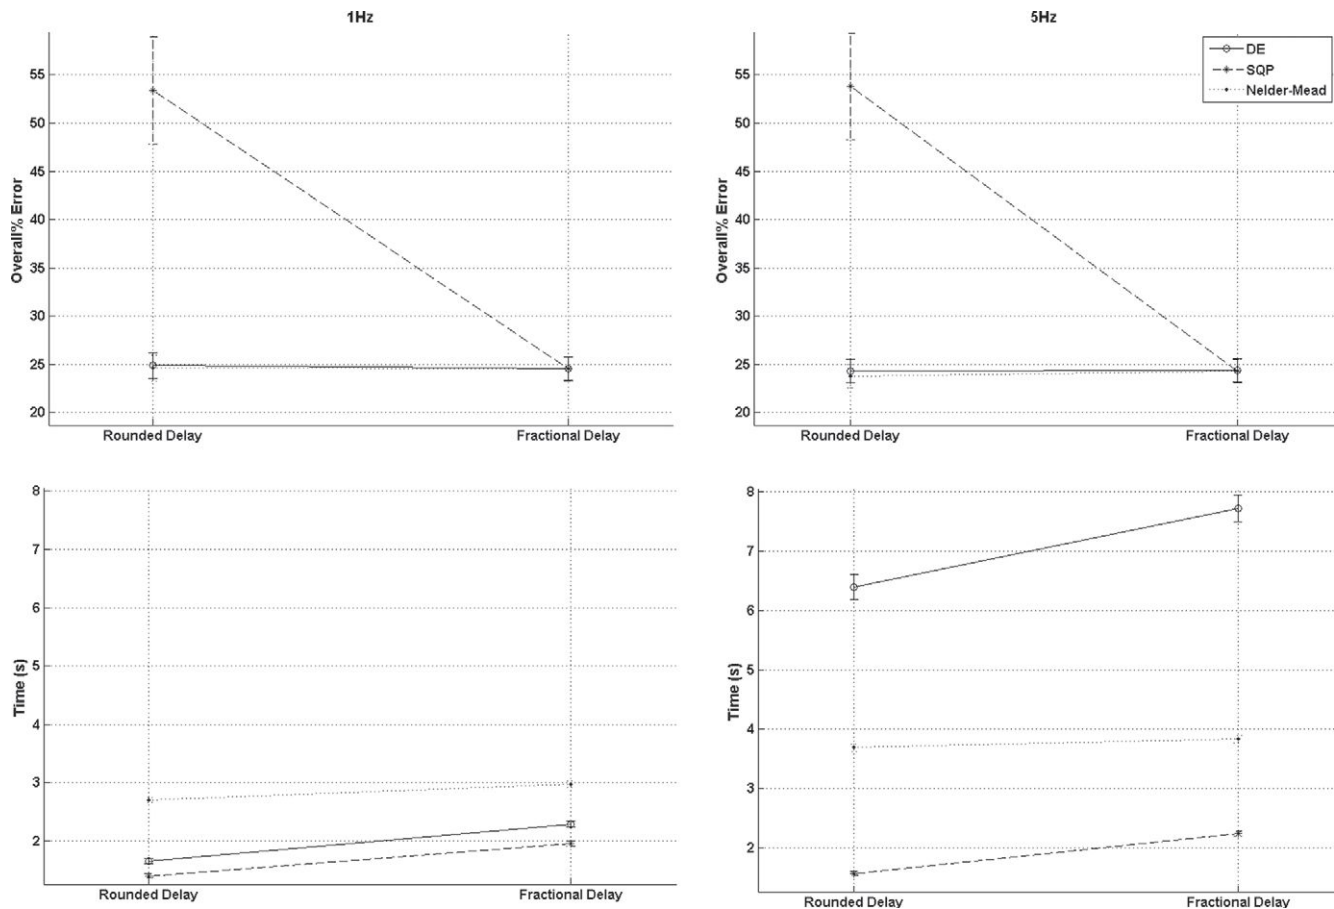 1Hz
55
50
45
40
35
30
25
20
Overall% Error
Rounded Delay
Fractional Delay
5Hz
DE
SQP
Nelder-Mead
55
50
45
40
35
30
25
20
Overall% Error
Rounded Delay
Fractional Delay
8
7
6
5
4
3
2
Time (s)
Rounded Delay
Fractional Delay
8
7
6
5
4
3
2
Time (s)
Rounded Delay
Fractional Delay